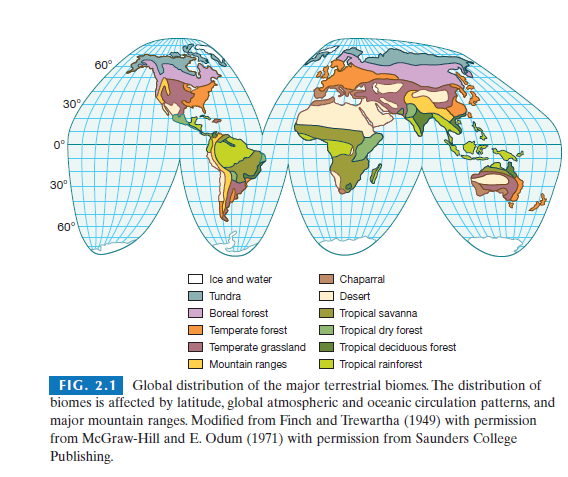 60°
30°
0°
30°
60°
Ice and water
Tundra
Boreal forest
Temperate forest
Temperate grassland
Mountain ranges
Chaparral
Desert
Tropical savanna
Tropical dry forest
Tropical deciduous forest
Tropical rainforest
FIG. 2.1 Global distribution of the major terrestrial biomes. The distribution of
biomes is affected by latitude, global atmospheric and oceanic circulation patterns, and
major mountain ranges. Modified from Finch and Trewartha (1949) with permission
from McGraw-Hill and E. Odum (1971) with permission from Saunders College
Publishing.